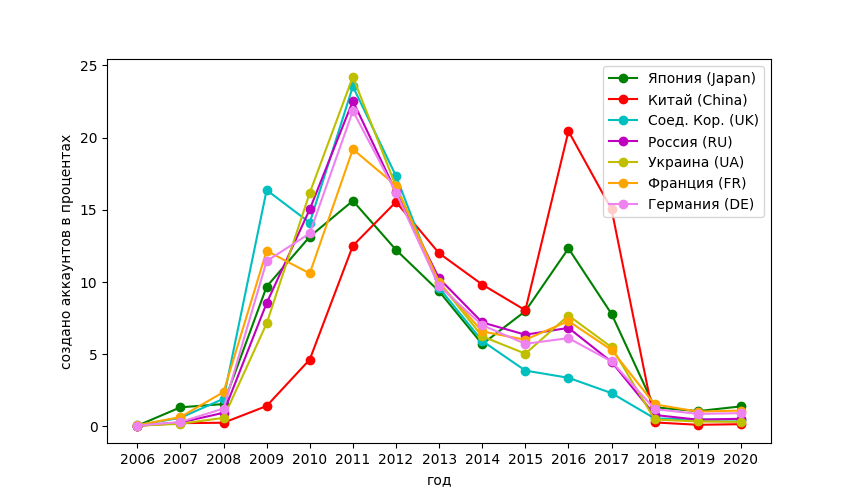 25
20
15
10
5
0
создано аккаунтов в процентах
Япония (Japan)
Китай (China)
Соед. Кор. (UK)
Россия (RU)
Украина (UA)
Франция (FR)
Германия (DE)
2006 2007 2008 2009 2010 2011 2012 2013 2014 2015 2016 2017 2018 2019 2020
год